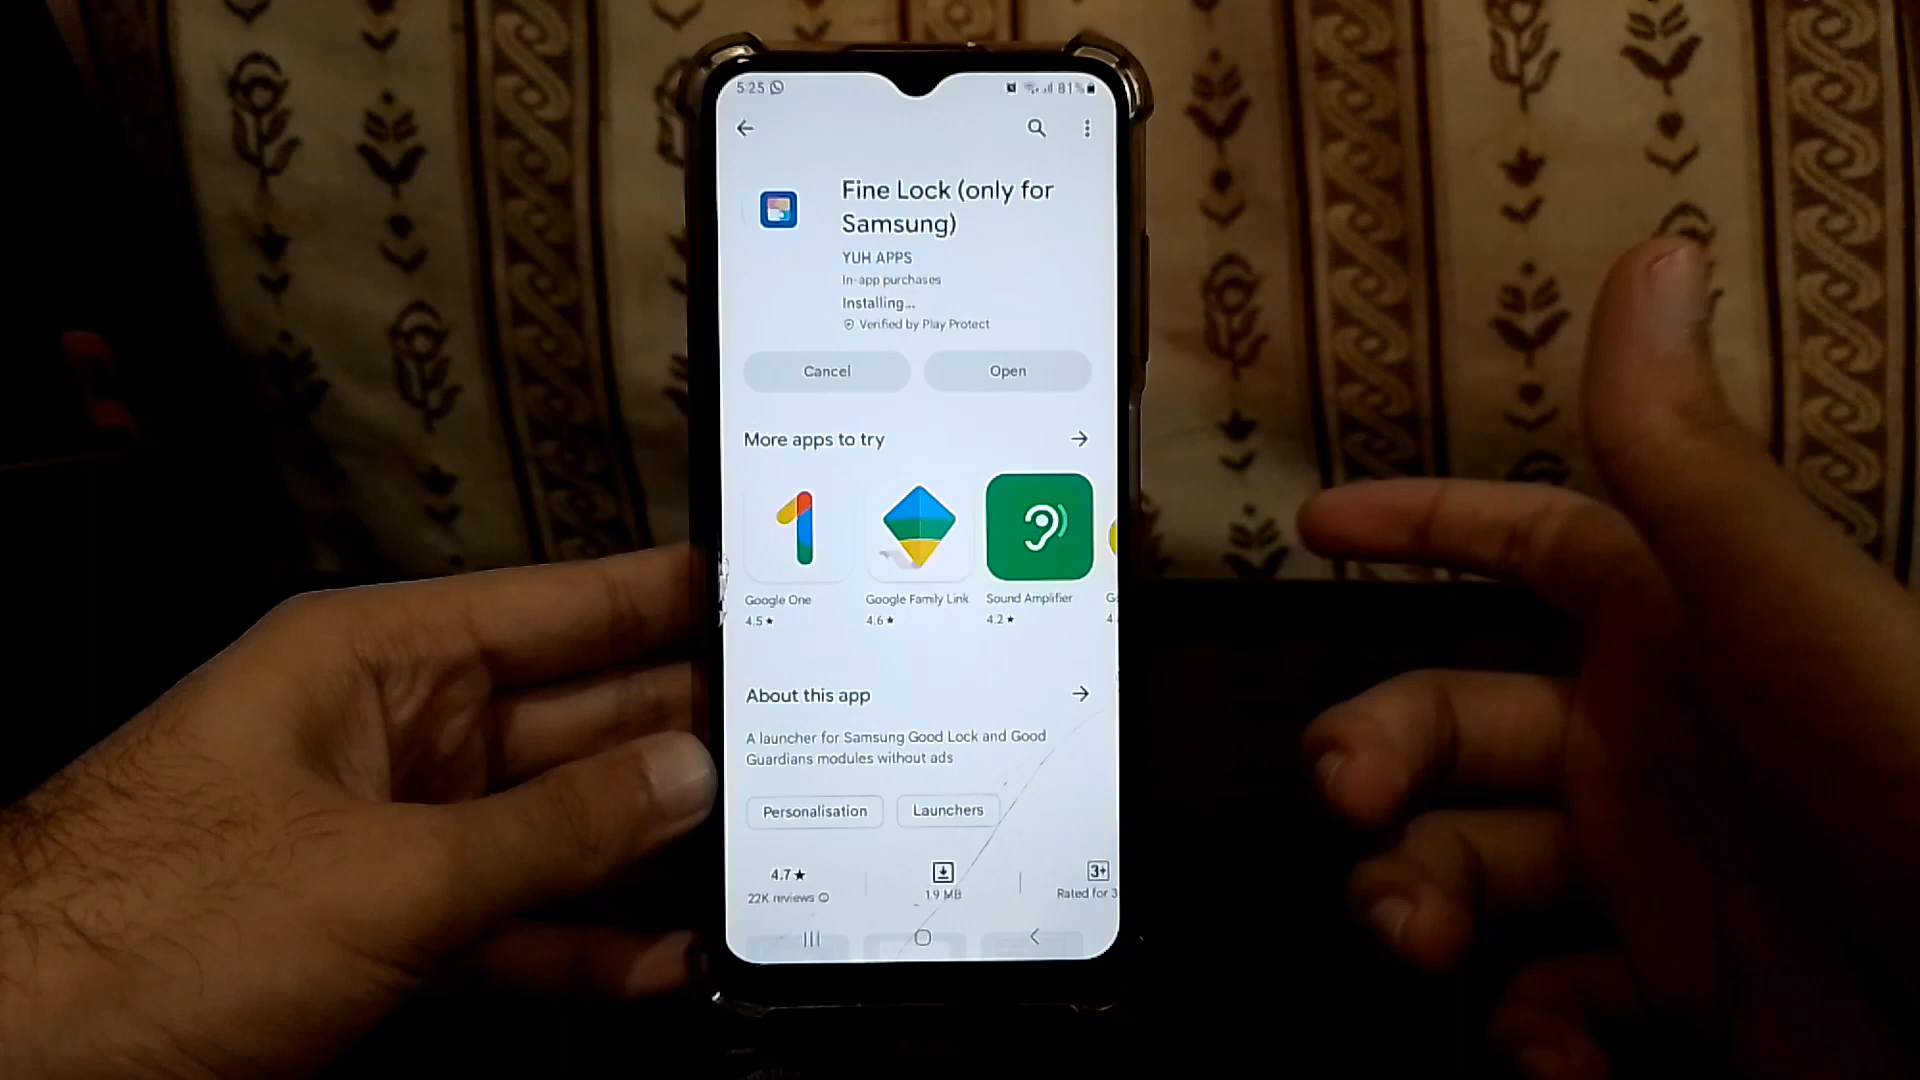 5:25 81%
Fine Lock (only for
Samsung)
YUH APPS
In-app purchases
Installing...
Verified by Play Protect
Cancel Open
More apps to try
Google One Google Family Link Sound Amplifier G
4.5★ 4.6★ 4.2★ 4.
About this app
A launcher for Samsung Good Lock and Good
Guardians modules without ads
Personalisation Launchers
4.7★ 3+
22K reviews 1.9 MB Rated for 3